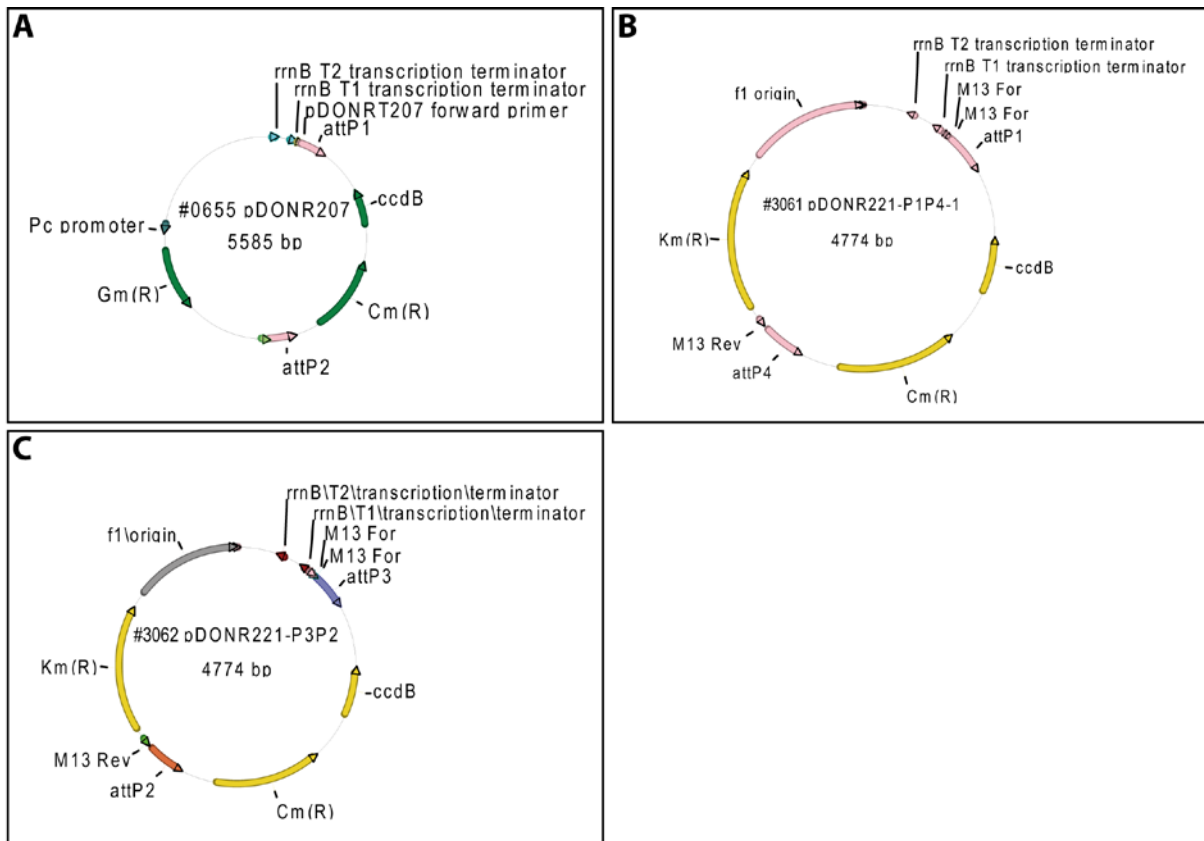 A
rrnB T2 transcription terminator
rrnB T1 transcription terminator
pDONRT207 forward primer
attP1
ccdB
#0655 pDONR207
5585 bp
Pc promoter
Gm(R)
Cm(R)
attP2
B
rrnB T2 transcription terminator
rrnB T1 transcription terminator
M13 For
M13 For
f1 origin
attP1
#3061 pDONR221-P1P4-1
4774 bp
Km(R)
ccdB
M13 Rev
attP4
Cm(R)
C
rrnB\T2\transcription\terminator
rrnB\T1\transcription\terminator
M13 For
M13 For
f1\origin
attP3
#3062 pDONR221-P3P2
4774 bp
Km(R)
ccdB
M13 Rev
attP2
Cm(R)